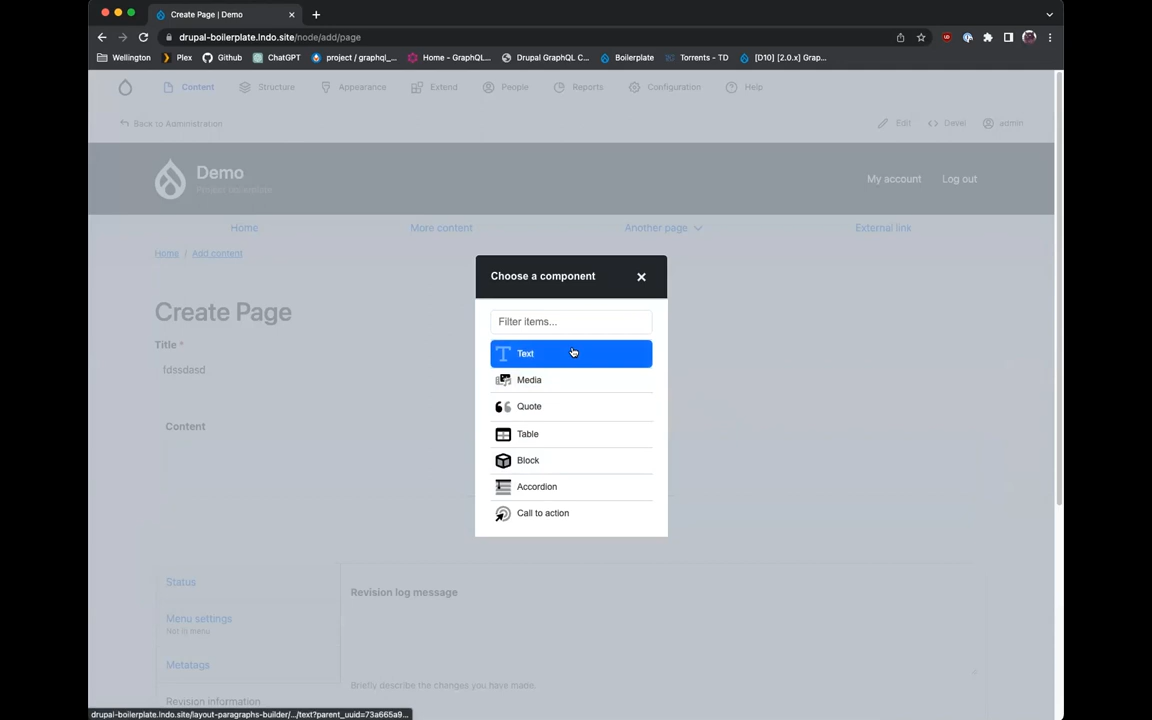 Create Page | Demo
drupal-boilerplate.lndo.site/node/add/page
Wellington Plex Github ChatGPT project / graphql_... Home - GraphQL... Drupal GraphQL C... Boilerplate Torrents - TD [D10] [2.0.x] Grap...
Content Structure Appearance Extend People Reports Configuration Help
Back to Administration Edit Devel admin
Demo
My account Log out
Home More content Another page External link
Home / Add content
Choose a component
Create Page
Filter items...
Title *
Text
fdssdasd
Media
Quote
Content
Table
Block
Accordion
Call to action
Status
Revision log message
Menu settings
Not in menu
Metatags
Briefly describe the changes you have made.
Revision information
drupal-boilerplate.lndo.site/layout-paragraphs-builder/.../text?parent_uuid=73a665a9...